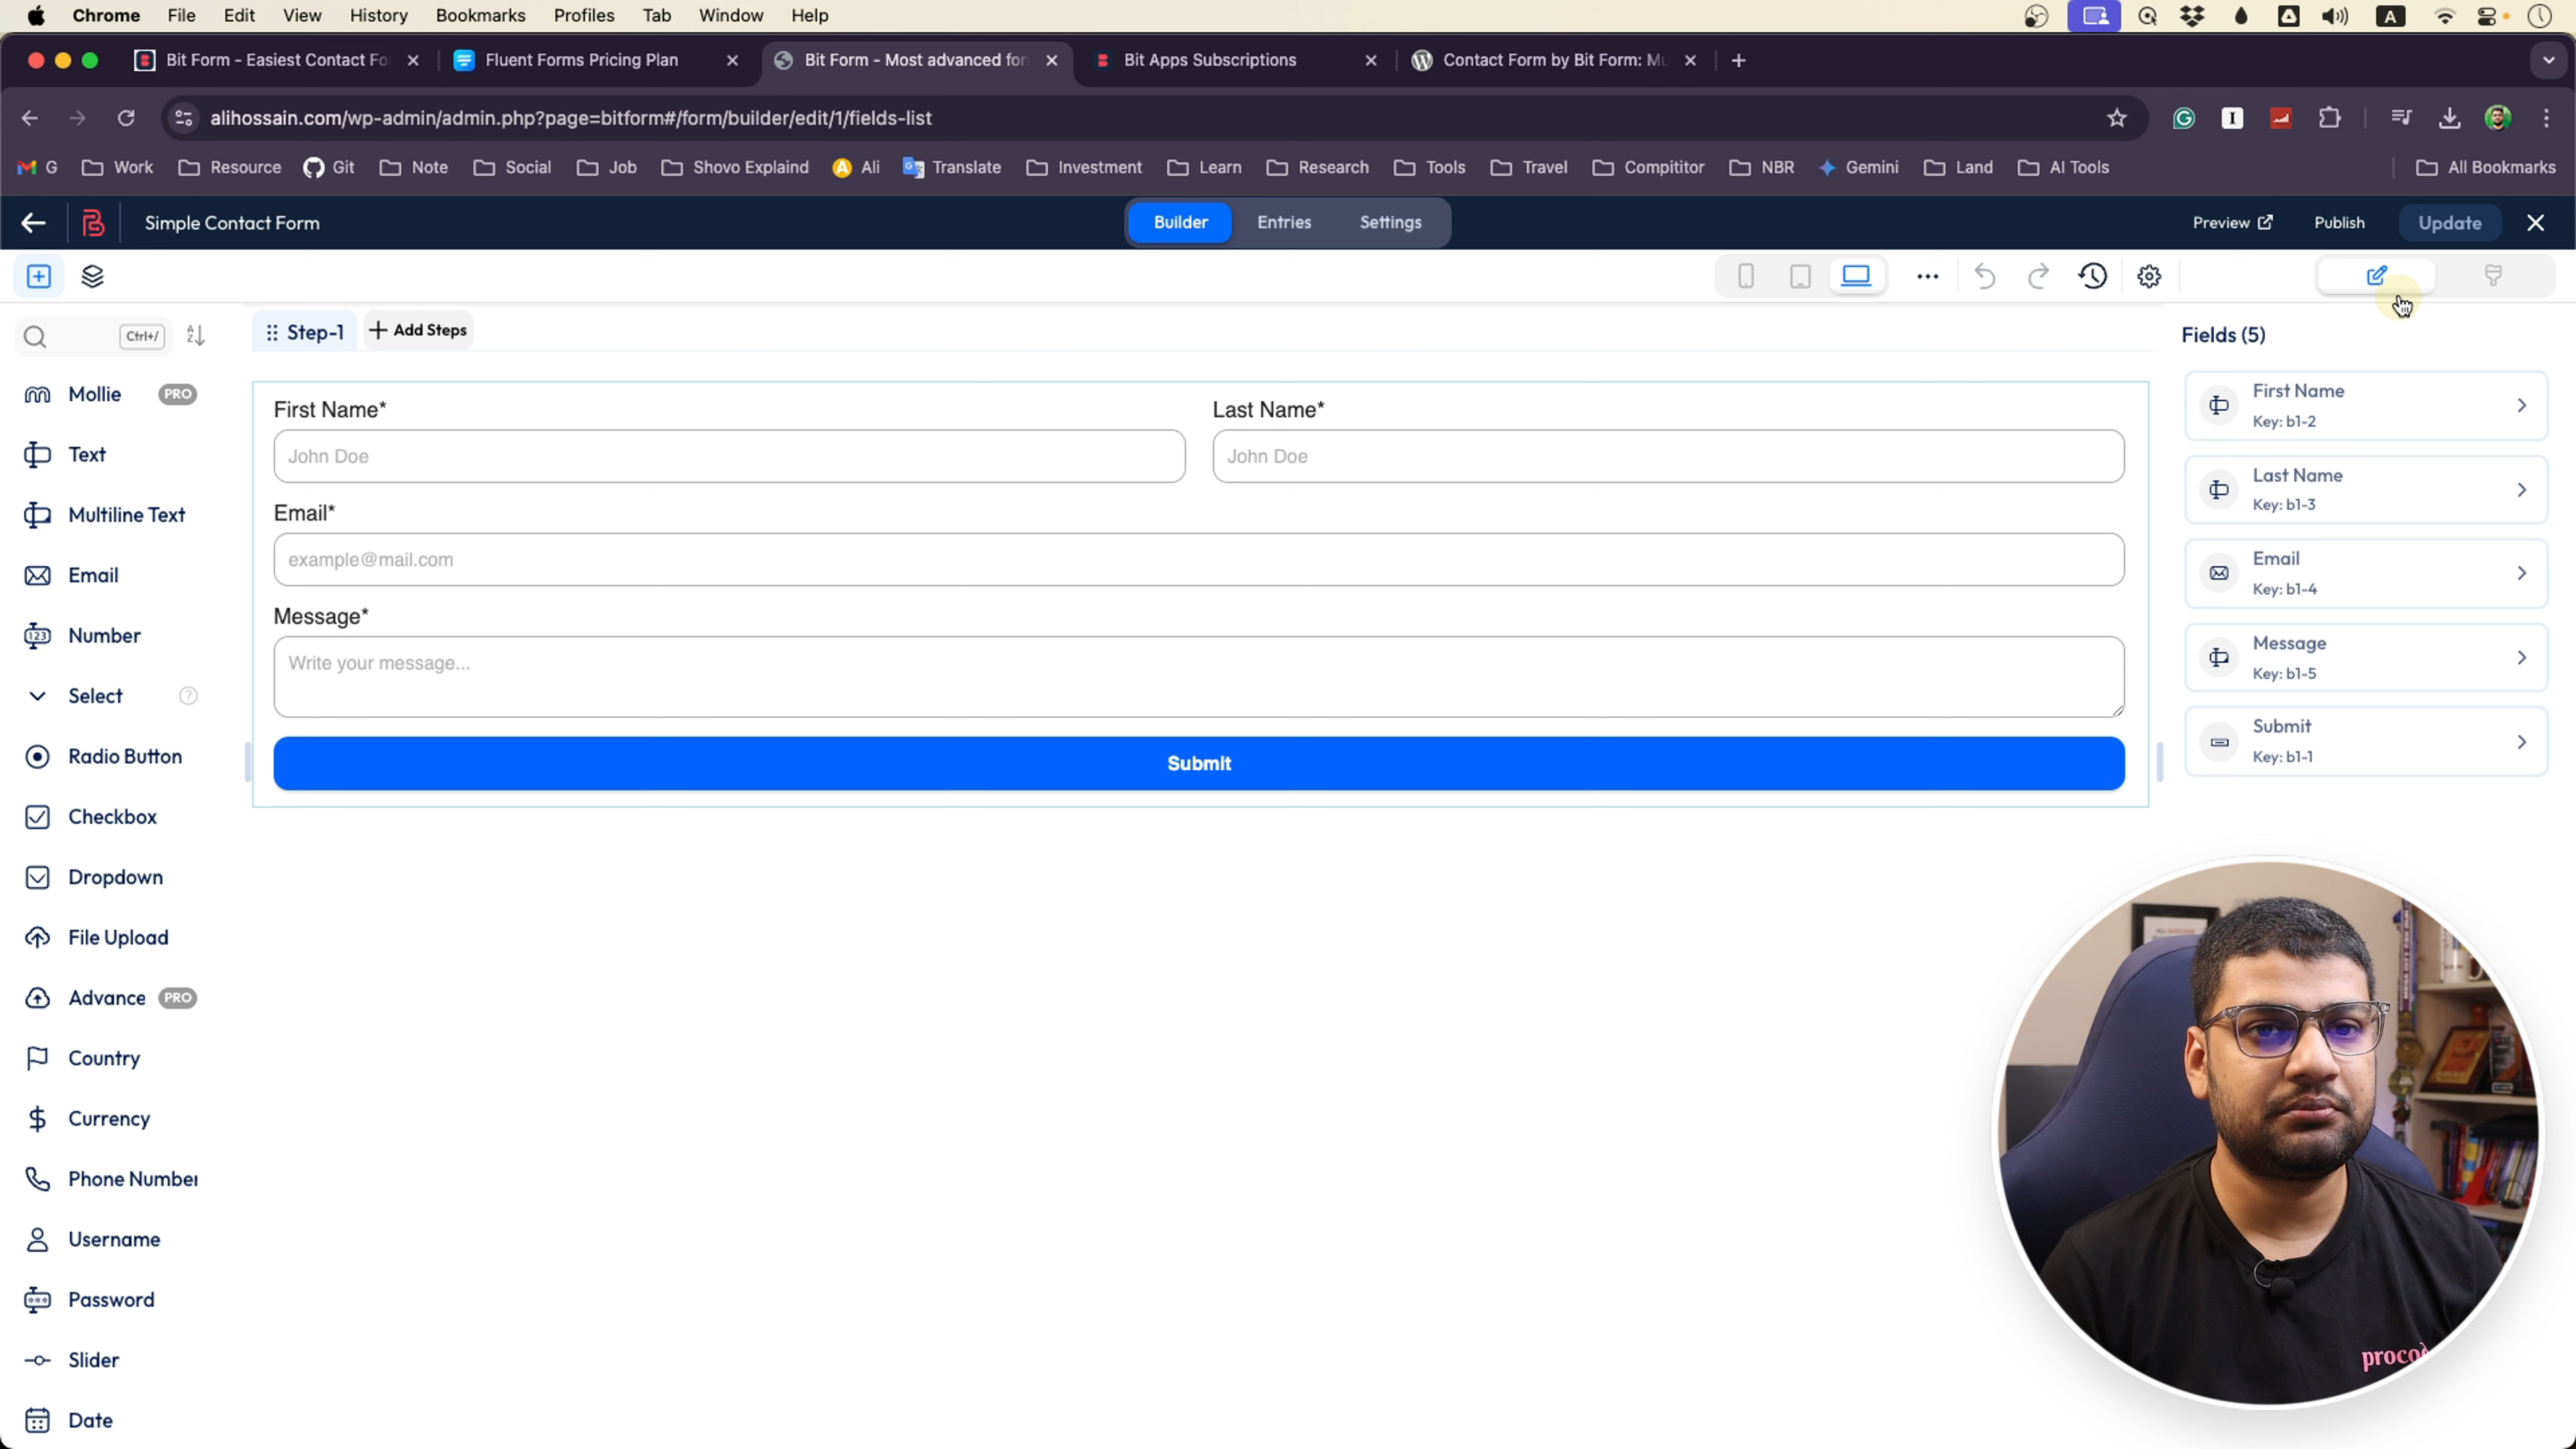 Chrome File Edit View History Bookmarks Profiles Tab Window Help
A
Bit Form - Easiest Contact Fo
Fluent Forms Pricing Plan
Bit Form - Most advanced for
Bit Apps Subscriptions
Contact Form by Bit Form: Mu
alihossain.com/wp-admin/admin.php?page=bitform#/form/builder/edit/1/fields-list
G Work Resource Git Note Social Job Shovo Explaind Ali Translate Investment Learn Research Tools Travel Compititor NBR Gemini Land AI Tools All Bookmarks
Simple Contact Form
Builder Entries Settings
Preview Publish Update
Ctrl+/
Mollie PRO
Text
Multiline Text
Email
Number
Select
Radio Button
Checkbox
Dropdown
File Upload
Advance PRO
Country
Currency
Phone Number
Username
Password
Slider
Date
Step-1 + Add Steps
First Name*
John Doe
Last Name*
John Doe
Email*
example@mail.com
Message*
Write your message...
Submit
Fields (5)
First Name
Key: b1-2
Last Name
Key: b1-3
Email
Key: b1-4
Message
Key: b1-5
Submit
Key: b1-1